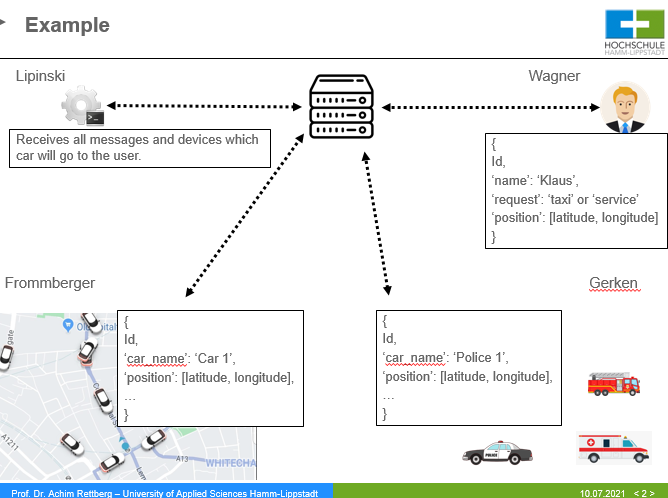 Example
HOCHSCHULE
HAMM-LIPPSTADT
Lipinski
Wagner
>_
Receives all messages and devices which
car will go to the user.
{
Id,
‘name’: ‘Klaus’,
‘request’: ‘taxi’ or ‘service’
‘position’: [latitude, longitude]
}
Frommberger
Gerken
{
Id,
‘car_name’: ‘Car 1’,
‘position’: [latitude, longitude],
…
}
{
Id,
‘car_name’: ‘Police 1’,
‘position’: [latitude, longitude],
…
}
gate
A1211
A13
WHITECHA
POLICE
Prof. Dr. Achim Rettberg – University of Applied Sciences Hamm-Lippstadt
10.07.2021 < 2 >